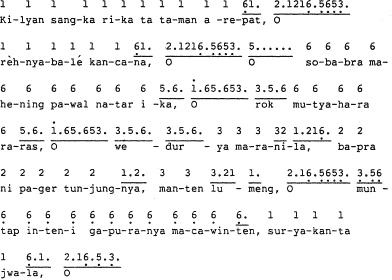 1 1 1 1 1 1 1 1 1 1 1 61. 2.1216.5653.
Kilyan sang-ka ri-ka ta ta-man a -re-pat, O
1 1 1 1 1 1 61. 2.1216.5653. 5...... 6 6 6 6
rèh-nya-ba-lé kan-ca-na, O O so-ba-bra ma-
6 6 6 6 6 6 6 5.6. 1.65.653. 3.5.6 6 6 6 6
he-ning pa-wal na-tar i -ka, O rok mu-tya-ha-ra
6 5.6. 1.65.653. 3.5.6. 3.5.6. 3 3 3 32 1.216. 2 2
ra-ras, O we - dur - ya ma-ra-ni-la, ba-pra
2 2 2 2 1 1 1.2. 3 3 3.21 1. 2.16.5653. 3.56
ni pa-ger tun-jung-nya, man-ten lu - meng, O mun -
6 6 6 6 6 6 6 6 6 6 6 6. 1 1 1 1
tap in-ten-i ga-pu-ra-nya ma-ca-win-ten, sur-ya-kan-ta
1 6.1. 2.16.5.3.
jwa-la, O